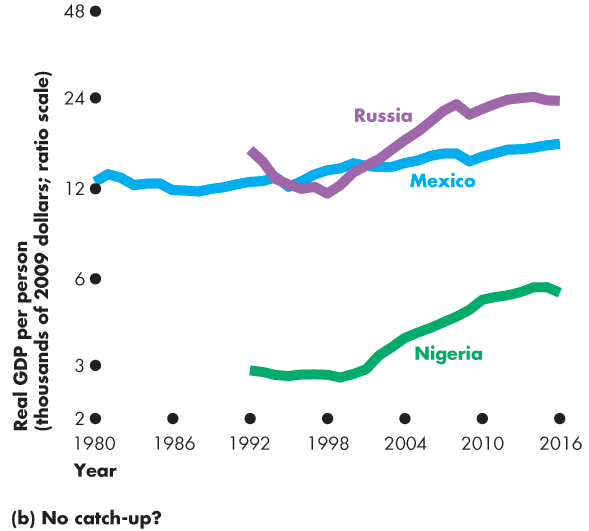 Real GDP per person
(thousands of 2009 dollars; ratio scale)
48
24
12
6
3
2
Russia
Mexico
Nigeria
1980 1986 1992 1998 2004 2010 2016
Year
(b) No catch-up?